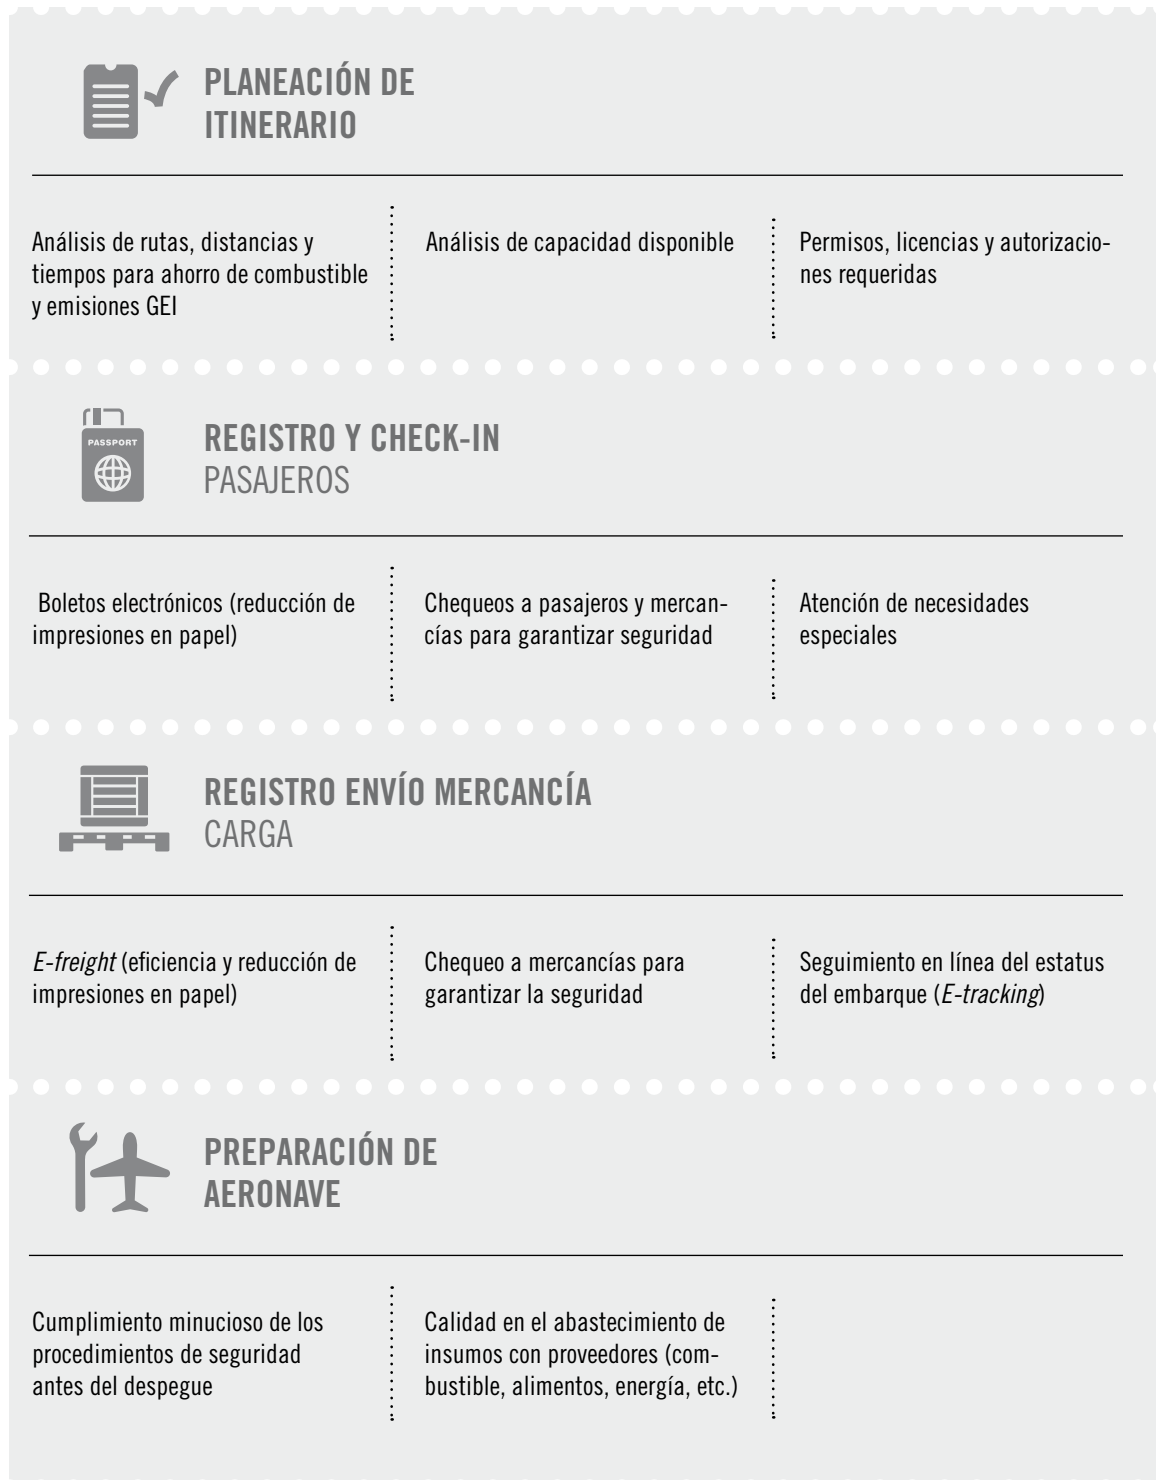 PLANEACIÓN DE
ITINERARIO
Análisis de rutas, distancias y
tiempos para ahorro de combustible
y emisiones GEI
Análisis de capacidad disponible
Permisos, licencias y autorizacio-
nes requeridas
PASSPORT
REGISTRO Y CHECK-IN
PASAJEROS
Boletos electrónicos (reducción de
impresiones en papel)
Chequeos a pasajeros y mercan-
cías para garantizar seguridad
Atención de necesidades
especiales
REGISTRO ENVÍO MERCANCÍA
CARGA
E-freight (eficiencia y reducción de
impresiones en papel)
Chequeo a mercancías para
garantizar la seguridad
Seguimiento en línea del estatus
del embarque (E-tracking)
PREPARACIÓN DE
AERONAVE
Cumplimiento minucioso de los
procedimientos de seguridad
antes del despegue
Calidad en el abastecimiento de
insumos con proveedores (com-
bustible, alimentos, energía, etc.)